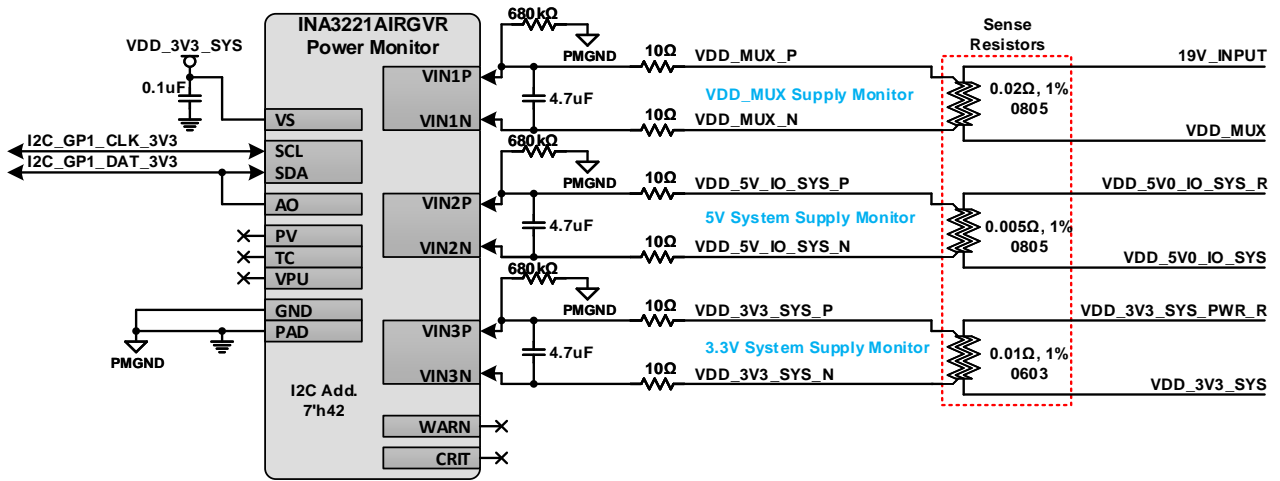 INA3221AIRGVR
Power Monitor
VDD_3V3_SYS
0.1uF
VS
I2C_GP1_CLK_3V3
SCL
I2C_GP1_DAT_3V3
SDA
AO
PV
TC
VPU
GND
PAD
PMGND
I2C Add.
7'h42
VIN1P
VIN1N
VIN2P
VIN2N
VIN3P
VIN3N
WARN
CRIT
680kΩ
PMGND
10Ω
VDD_MUX_P
4.7uF
VDD_MUX Supply Monitor
10Ω
VDD_MUX_N
680kΩ
PMGND
10Ω
VDD_5V_IO_SYS_P
4.7uF
5V System Supply Monitor
10Ω
VDD_5V_IO_SYS_N
680kΩ
PMGND
10Ω
VDD_3V3_SYS_P
4.7uF
3.3V System Supply Monitor
10Ω
VDD_3V3_SYS_N
Sense
Resistors
19V_INPUT
0.02Ω, 1%
0805
VDD_MUX
VDD_5V0_IO_SYS_R
0.005Ω, 1%
0805
VDD_5V0_IO_SYS
VDD_3V3_SYS_PWR_R
0.01Ω, 1%
0603
VDD_3V3_SYS